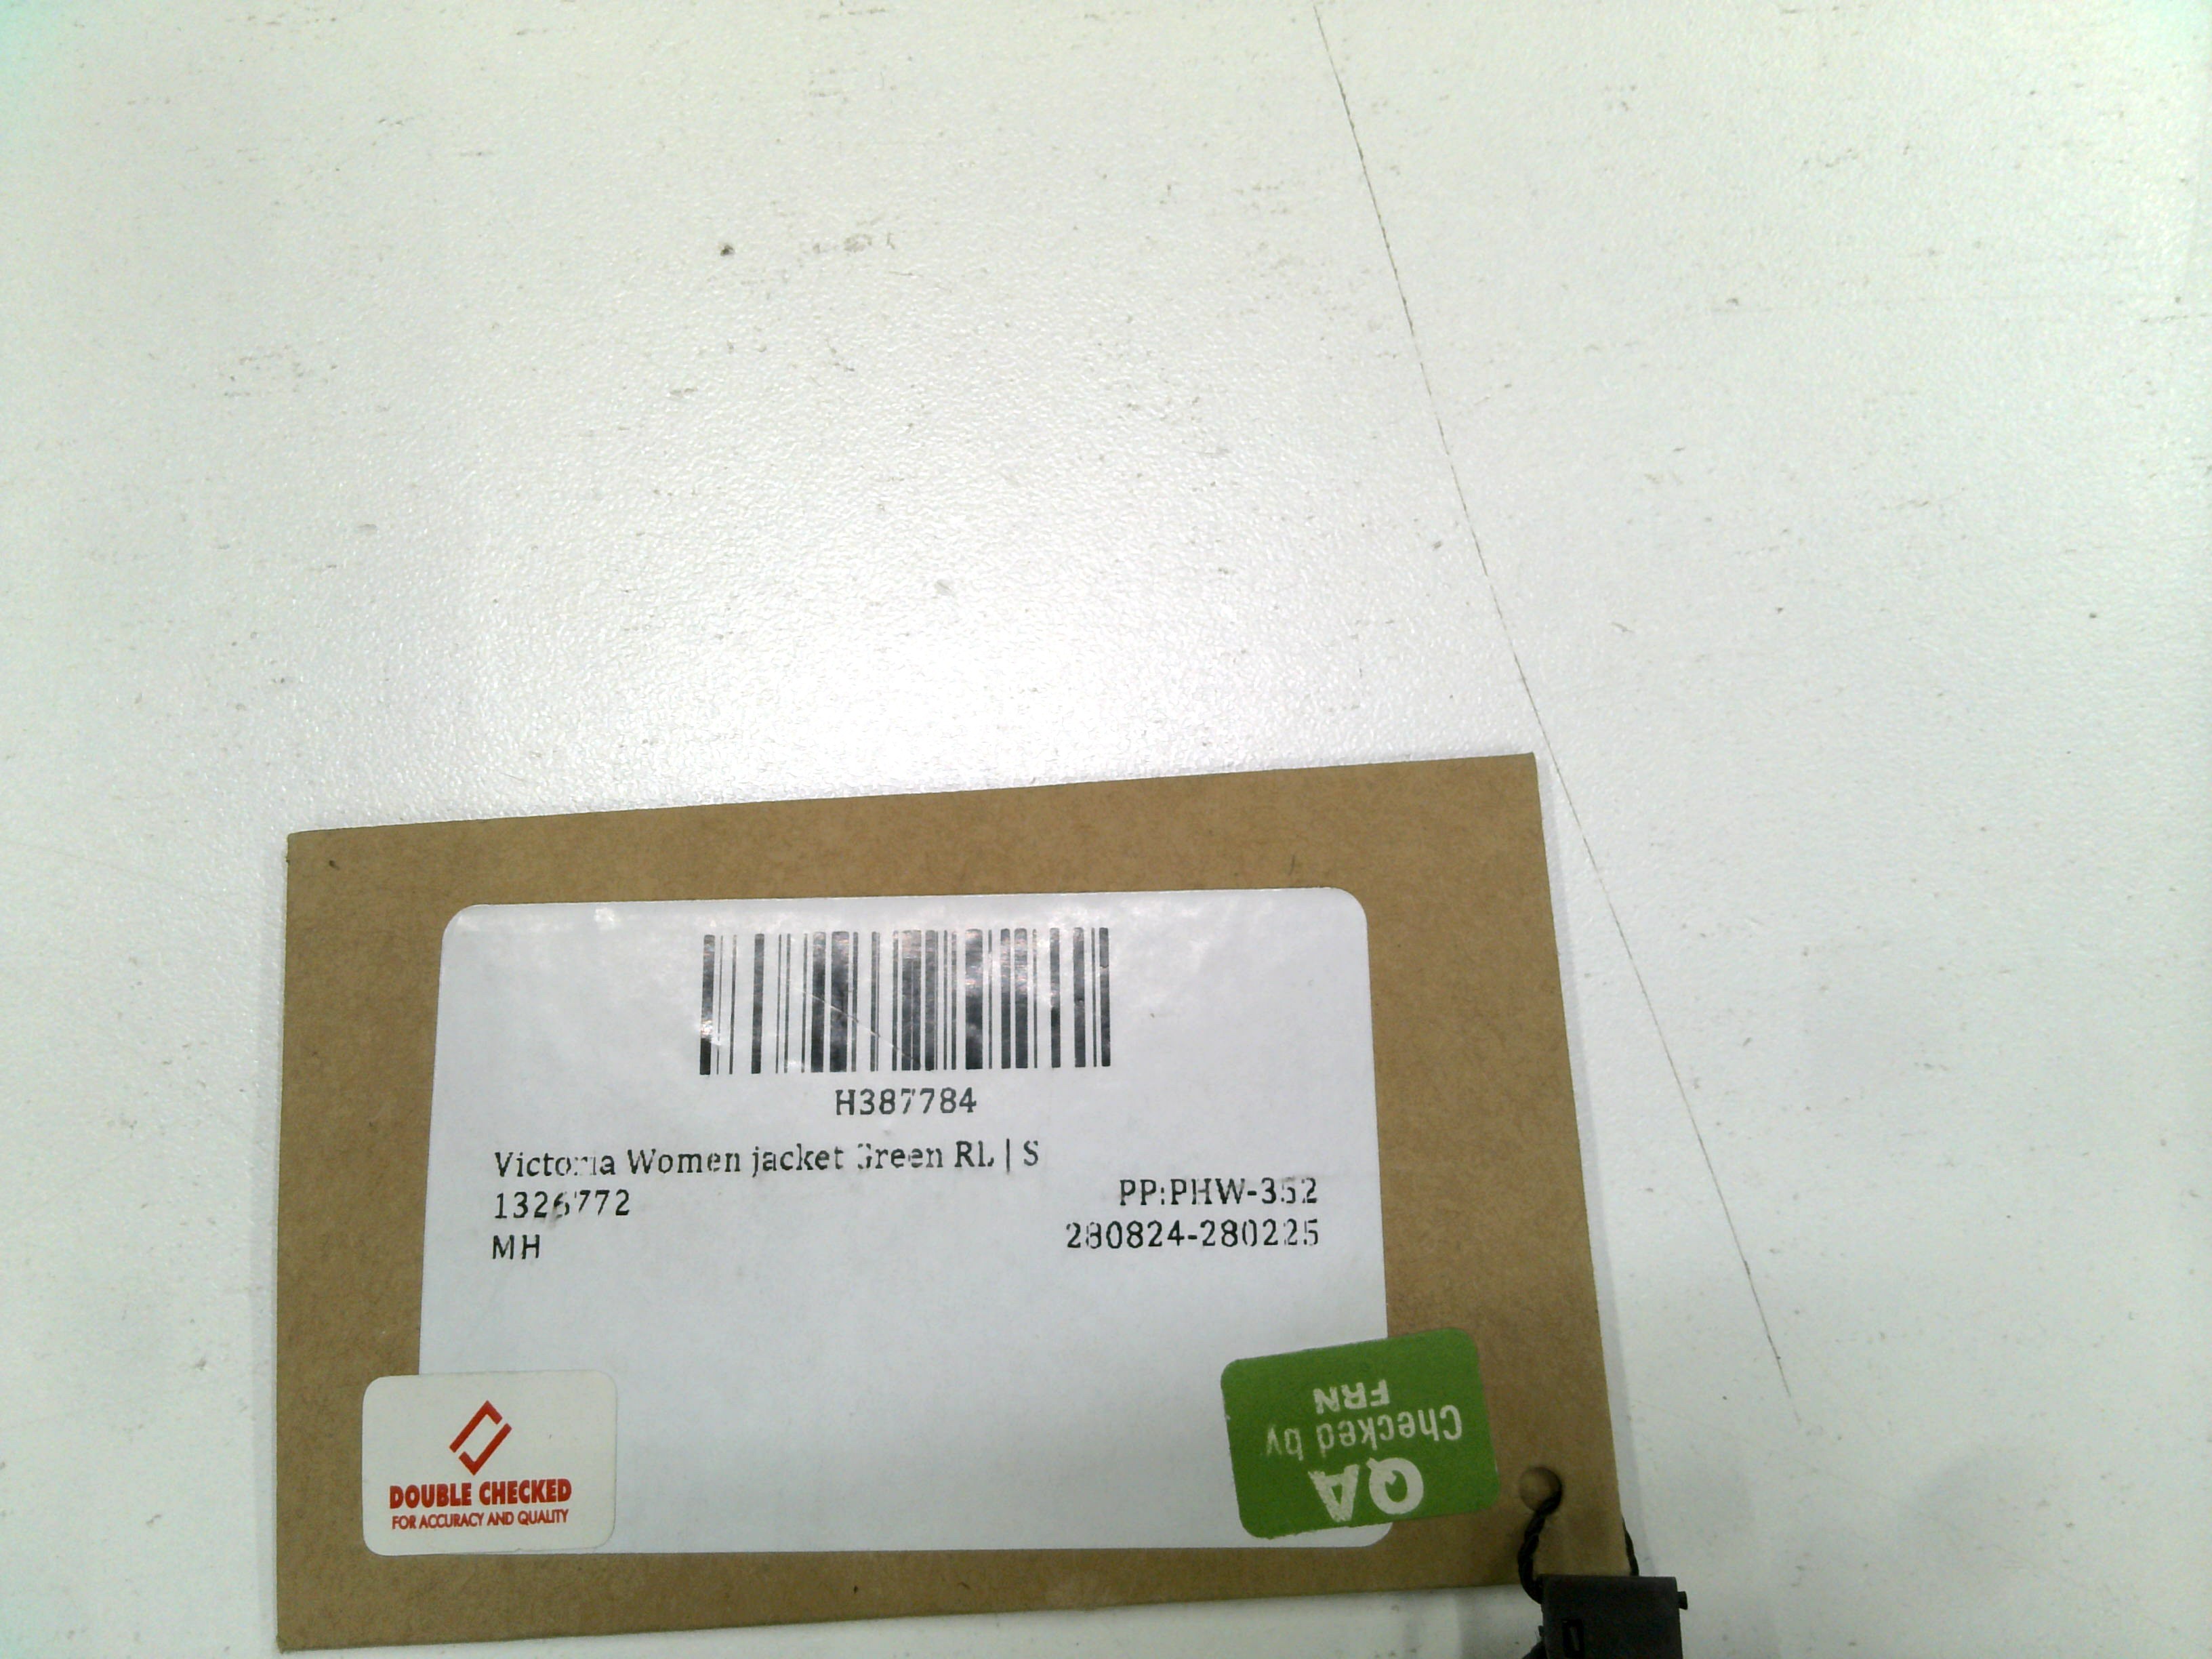 H387784
Victoria Women jacket Green RL | S
1326772
PP:PHW-352
MH
280824-280225
DOUBLE CHECKED
FOR ACCURACY AND QUALITY
QA
Checked by
FRN